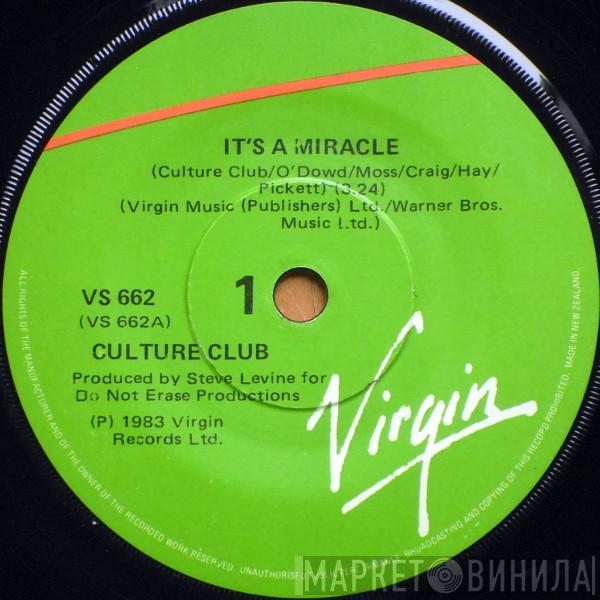 IT'S A MIRACLE
(Culture Club/O'Dowd/Moss/Craig/Hay/
Pickett) (3.24)
(Virgin Music (Publishers) Ltd./Warner Bros.
Music Ltd.)
VS 662
(VS 662A)
1
CULTURE CLUB
Produced by Steve Levine for
Do Not Erase Productions
(P) 1983 Virgin
Records Ltd.
Virgin
ALL RIGHTS OF THE MANUFACTURER AND OF THE OWNER OF THE RECORDED WORK RESERVED. UNAUTHORISED PUBLIC PERFORMANCE. BROADCASTING AND COPYING OF THIS RECORD PROHIBITED. MADE IN NEW ZEALAND.
МАРКЕТ ВИНИЛА